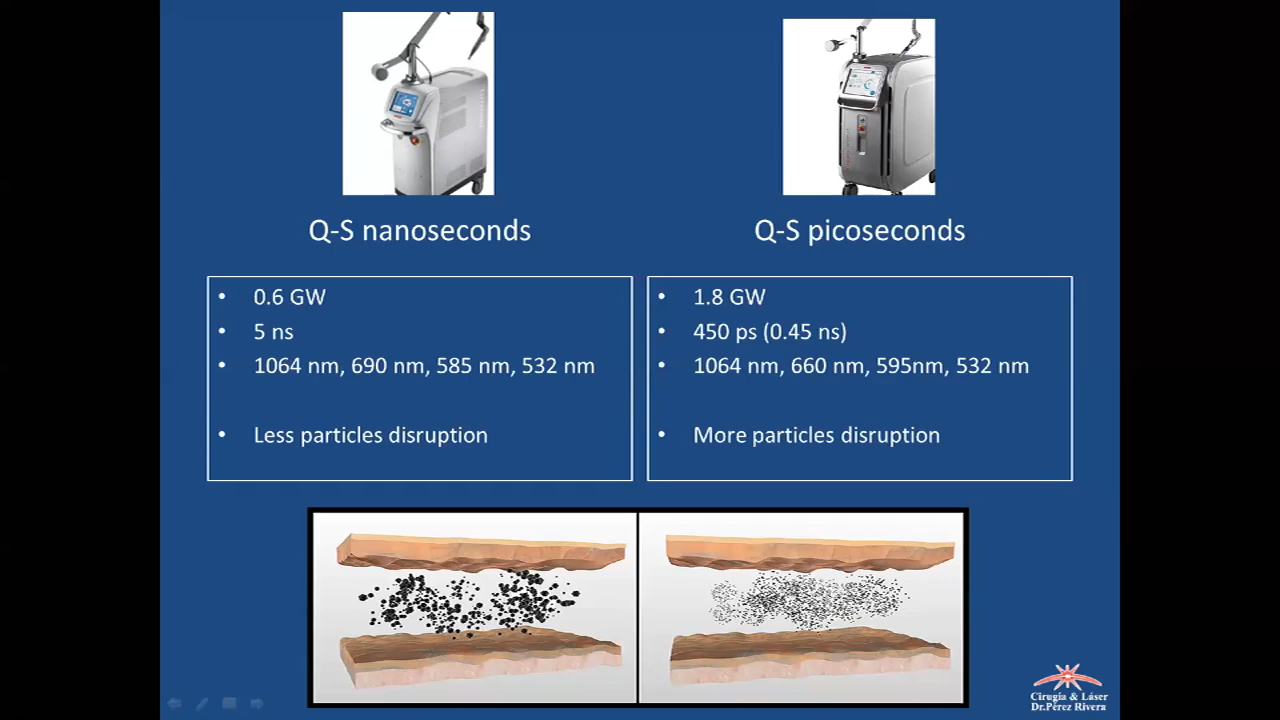 Q-S nanoseconds
• 0.6 GW
• 5 ns
• 1064 nm, 690 nm, 585 nm, 532 nm
• Less particles disruption
Q-S picoseconds
• 1.8 GW
• 450 ps (0.45 ns)
• 1064 nm, 660 nm, 595nm, 532 nm
• More particles disruption
Cirugía & Láser
Dr.Pérez Rivera